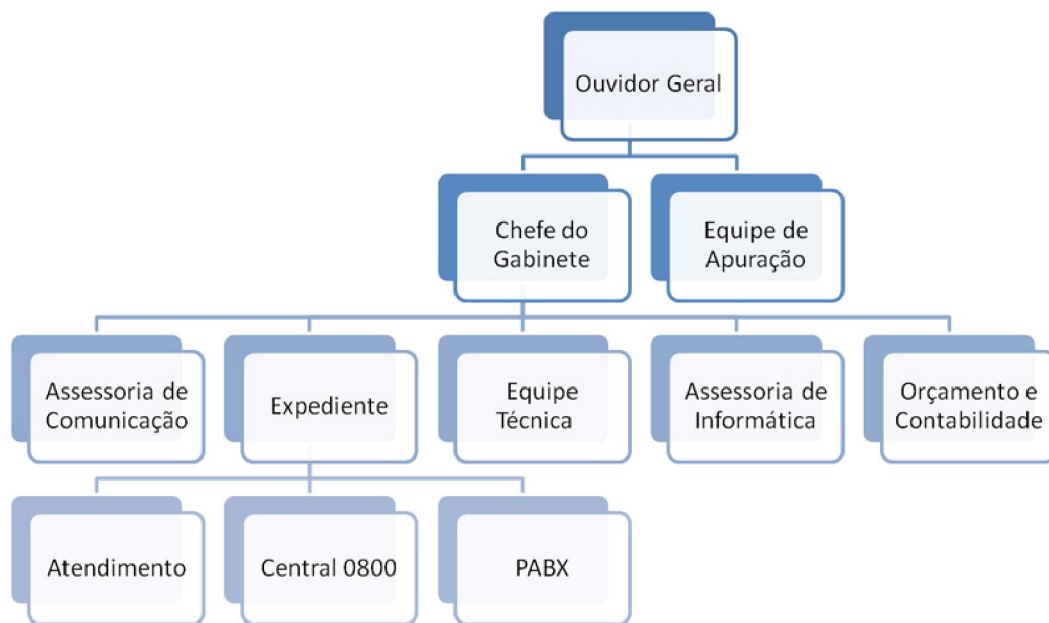 Ouvidor Geral
Chefe do
Gabinete
Equipe de
Apuração
Assessoria de
Comunicação
Expediente
Equipe
Técnica
Assessoria de
Informática
Orçamento e
Contabilidade
Atendimento
Central 0800
PABX